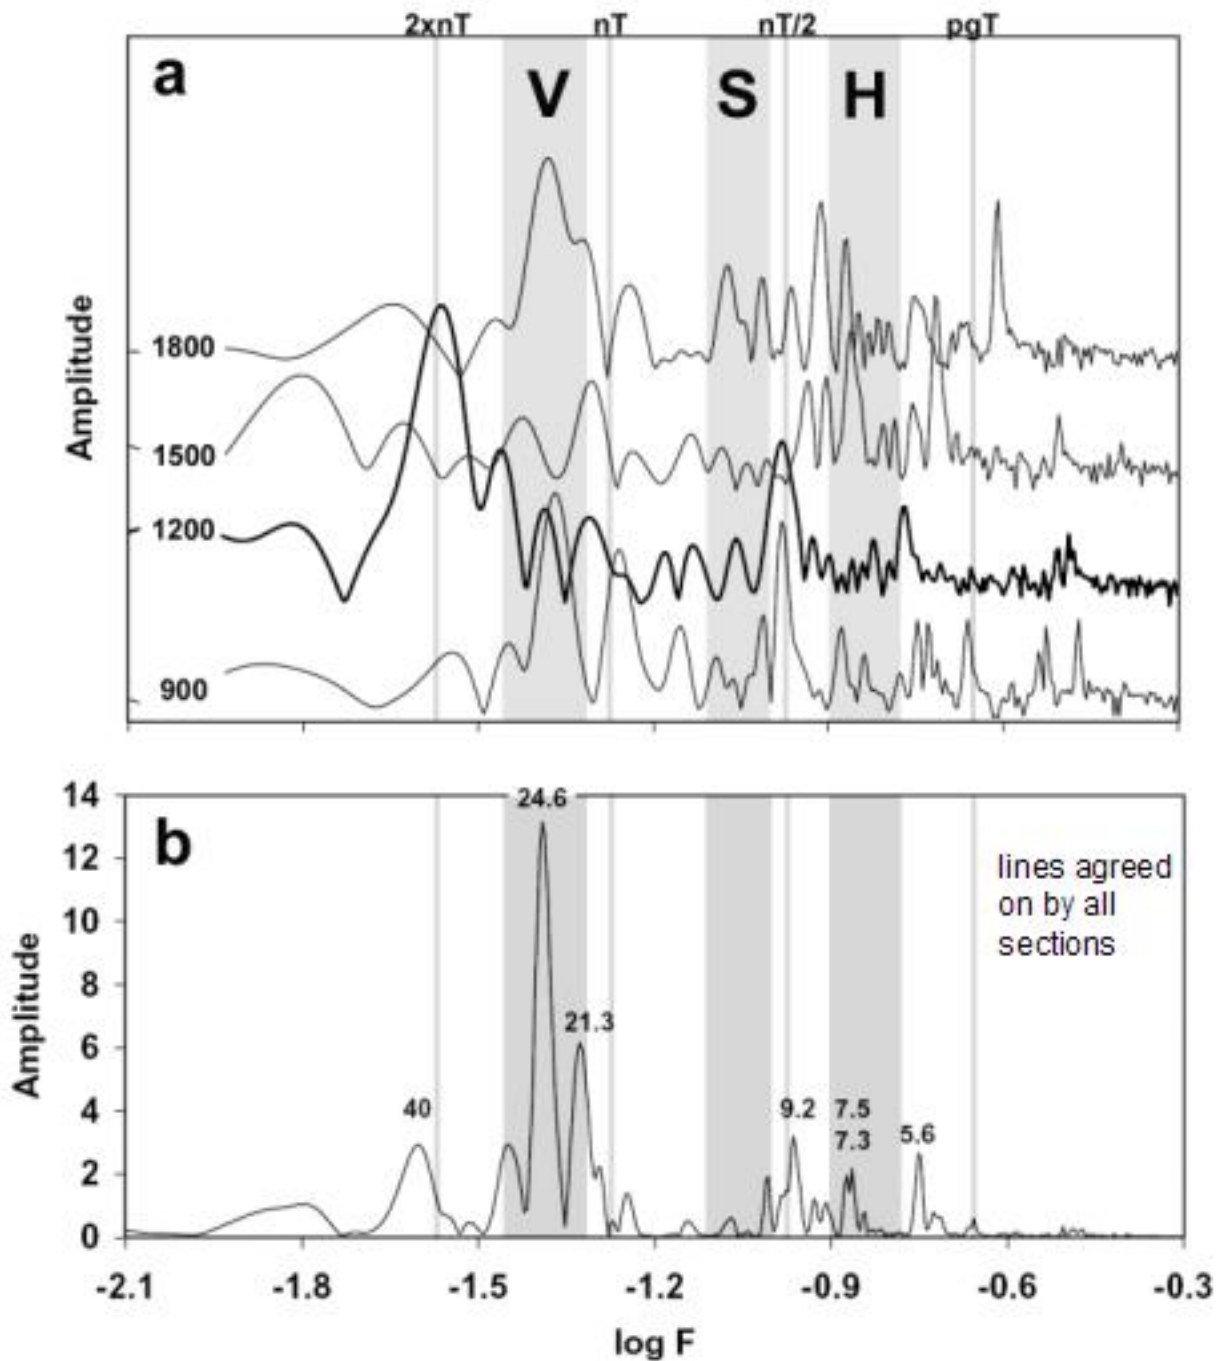 2xnT nT nT/2 pgT
a V S H
Amplitude
1800
1500
1200
900
b
14
12
10
8
6
4
2
0
Amplitude
24.6
21.3
40
9.2
7.5
7.3
5.6
lines agreed
on by all
sections
-2.1 -1.8 -1.5 -1.2 -0.9 -0.6 -0.3
log F